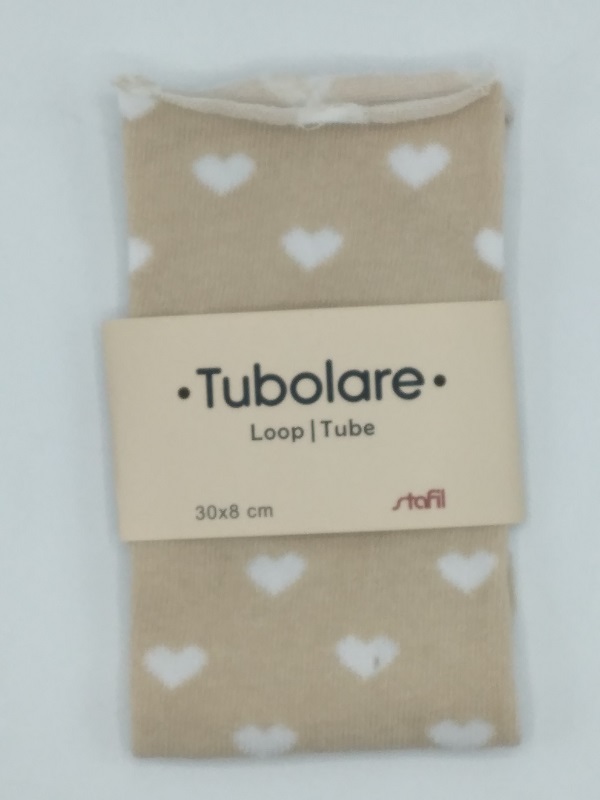 •Tubolare•
Loop|Tube
30x8 cm
stafil